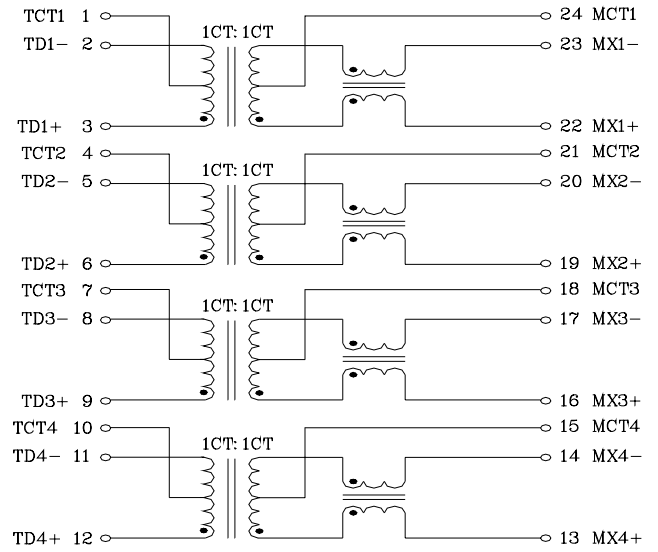 TCT1 1 24 MCT1
1CT: 1CT
TD1- 2 23 MX1-
TD1+ 3 22 MX1+
TCT2 4 21 MCT2
1CT: 1CT
TD2- 5 20 MX2-
TD2+ 6 19 MX2+
TCT3 7 18 MCT3
1CT: 1CT
TD3- 8 17 MX3-
TD3+ 9 16 MX3+
TCT4 10 15 MCT4
1CT: 1CT
TD4- 11 14 MX4-
TD4+ 12 13 MX4+